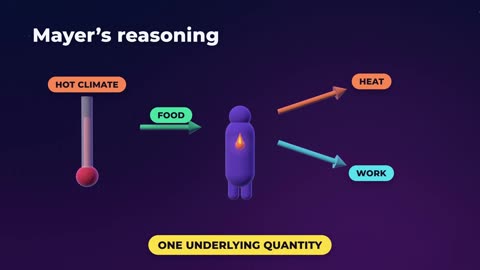 Mayer's reasoning
HOT CLIMATE
FOOD
HEAT
WORK
ONE UNDERLYING QUANTITY